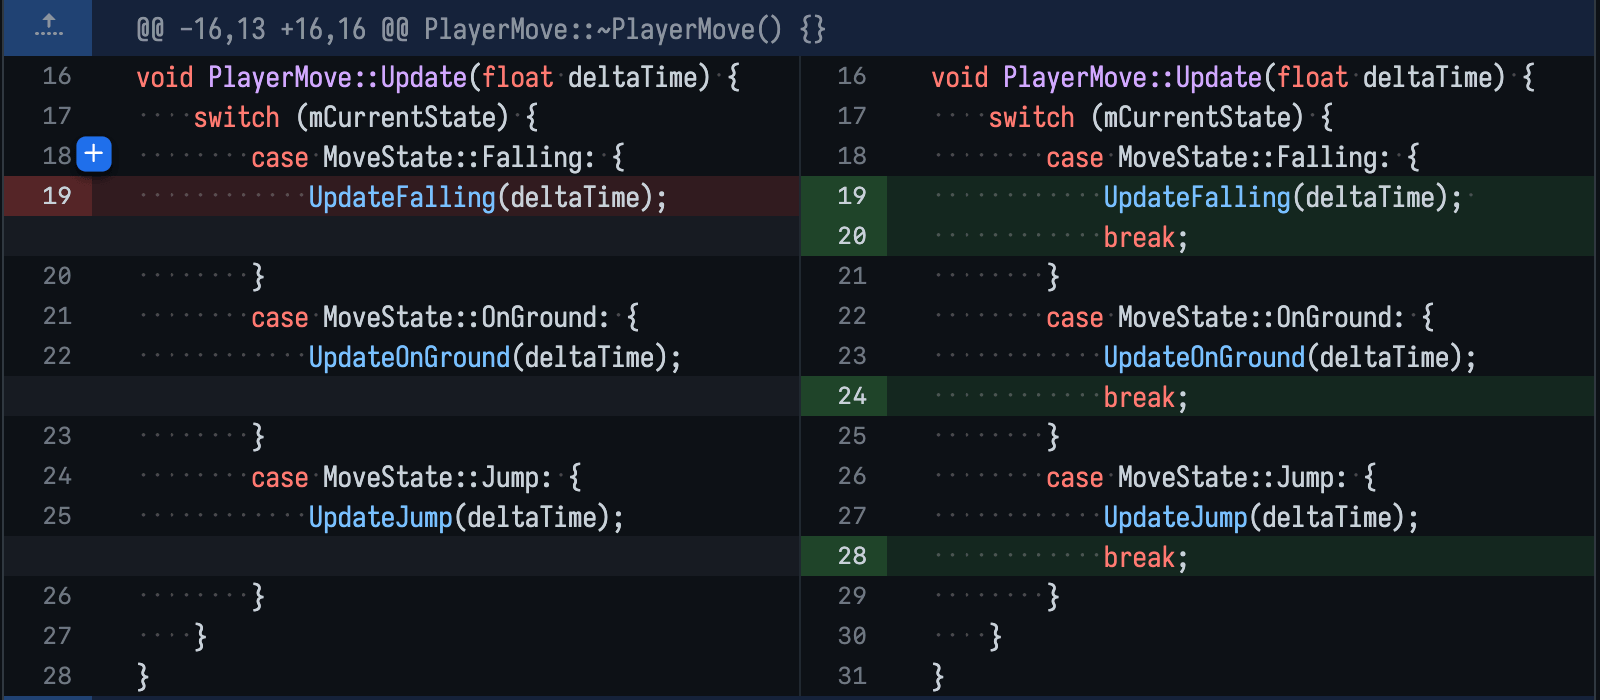 @@ -16,13 +16,16 @@ PlayerMove::~PlayerMove() {}
16 void PlayerMove::Update(float deltaTime) {
17     switch (mCurrentState) {
18         case MoveState::Falling: {
19             UpdateFalling(deltaTime);
20         }
21         case MoveState::OnGround: {
22             UpdateOnGround(deltaTime);
23         }
24         case MoveState::Jump: {
25             UpdateJump(deltaTime);
26         }
27     }
28 }
16 void PlayerMove::Update(float deltaTime) {
17     switch (mCurrentState) {
18         case MoveState::Falling: {
19             UpdateFalling(deltaTime);
20             break;
21         }
22         case MoveState::OnGround: {
23             UpdateOnGround(deltaTime);
24             break;
25         }
26         case MoveState::Jump: {
27             UpdateJump(deltaTime);
28             break;
29         }
30     }
31 }